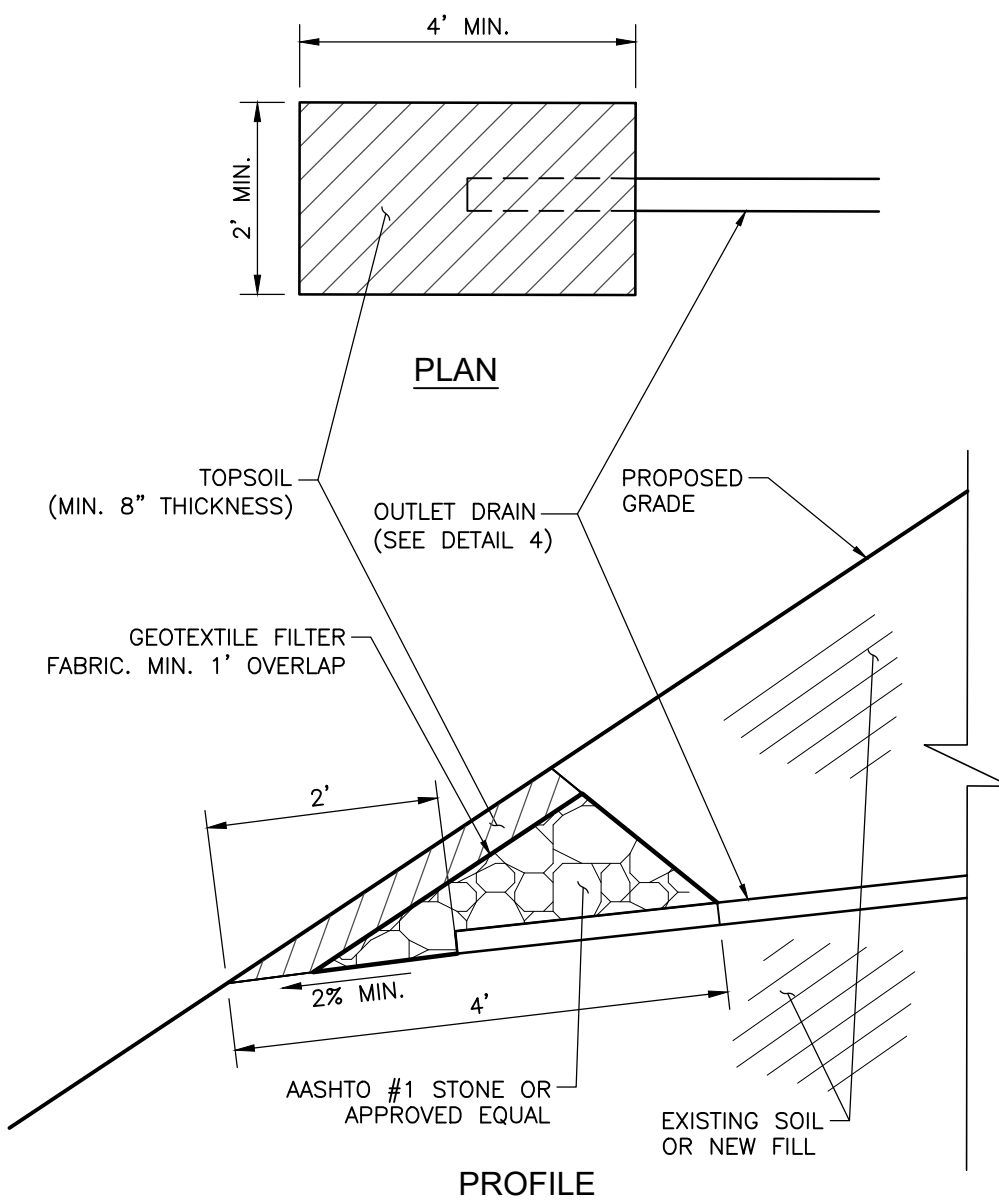 4' MIN.
2' MIN.
PLAN
TOPSOIL
(MIN. 8" THICKNESS)
OUTLET DRAIN
(SEE DETAIL 4)
PROPOSED
GRADE
GEOTEXTILE FILTER
FABRIC. MIN. 1' OVERLAP
2'
2% MIN.
4'
AASHTO #1 STONE OR
APPROVED EQUAL
EXISTING SOIL
OR NEW FILL
PROFILE